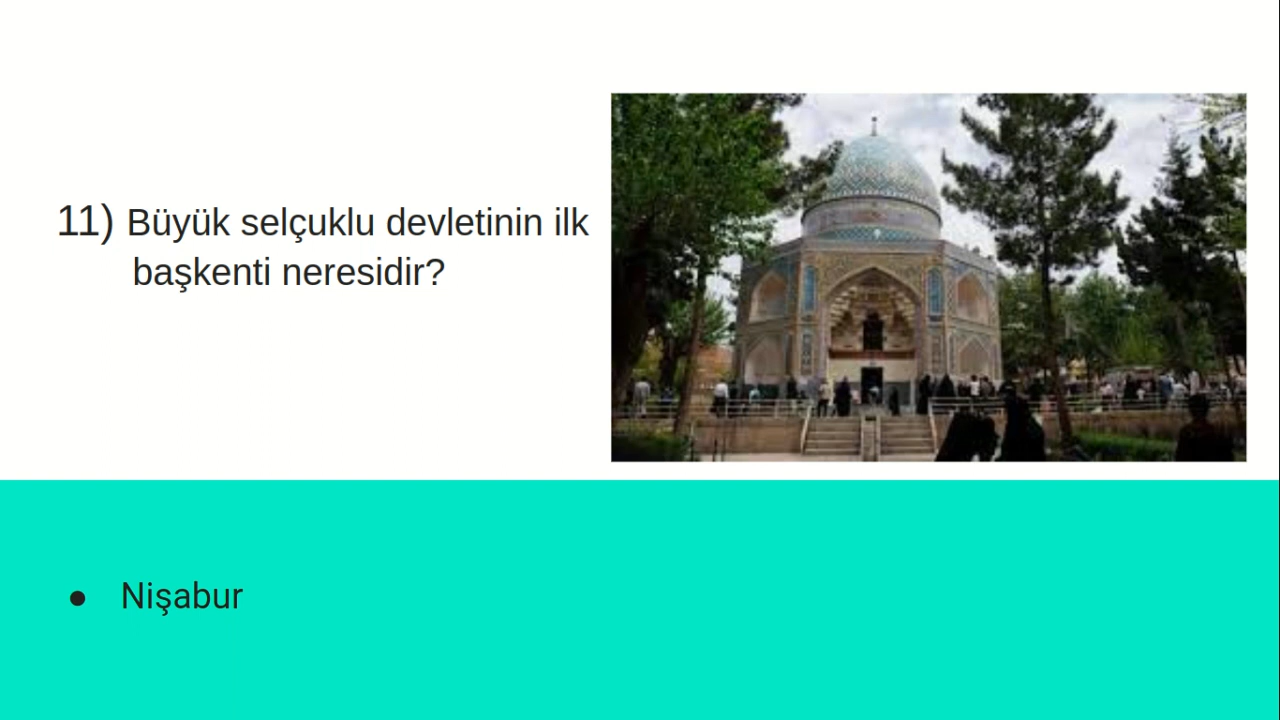 11) Büyük selçuklu devletinin ilk
başkenti neresidir?
● Nişabur